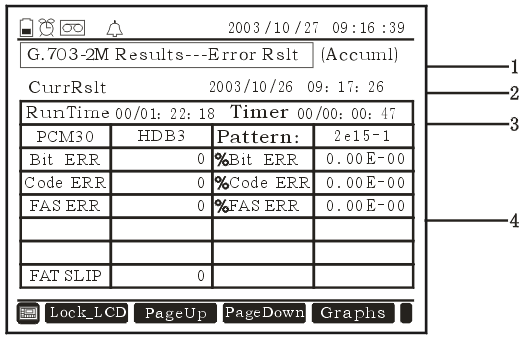 2003/10/27 09:16:39
G.703-2M Results---Error Rslt (Accuml)
1
CurrRslt 2003/10/26 09:17:26
2
RunTime 00/01:22:18 Timer 00/00:00:47
3
PCM30 HDB3 Pattern: 2e15-1
Bit ERR 0 %Bit ERR 0.00E-00
Code ERR 0 %Code ERR 0.00E-00
FAS ERR 0 %FAS ERR 0.00E-00
4
FAT SLIP 0
Lock_LCD PageUp PageDown Graphs